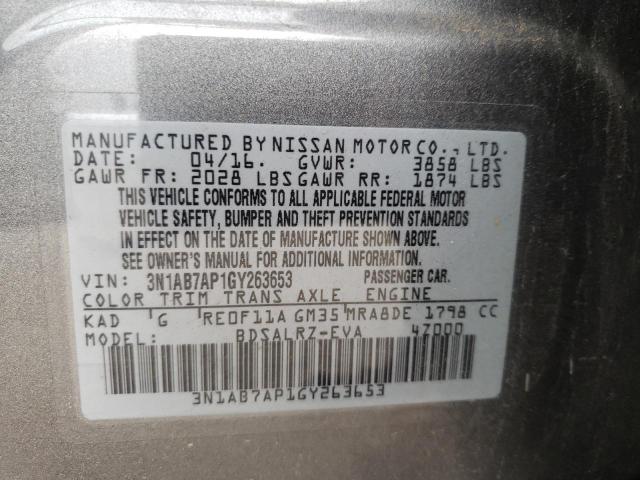 MANUFACTURED BY NISSAN MOTOR CO., LTD.
DATE: 04/16. GVWR: 3858 LBS
GAWR FR: 2028 LBS GAWR RR: 1874 LBS
THIS VEHICLE CONFORMS TO ALL APPLICABLE FEDERAL MOTOR
VEHICLE SAFETY, BUMPER AND THEFT PREVENTION STANDARDS
IN EFFECT ON THE DATE OF MANUFACTURE SHOWN ABOVE.
SEE OWNER'S MANUAL FOR ADDITIONAL INFORMATION.
VIN: 3N1AB7AP1GY263653 PASSENGER CAR.
COLOR TRIM TRANS AXLE ENGINE
KAD G RE0F11A GM35 MRA8DE 1798 CC
MODEL: BDSALRZ-EVA 4Z000
3N1AB7AP1GY263653